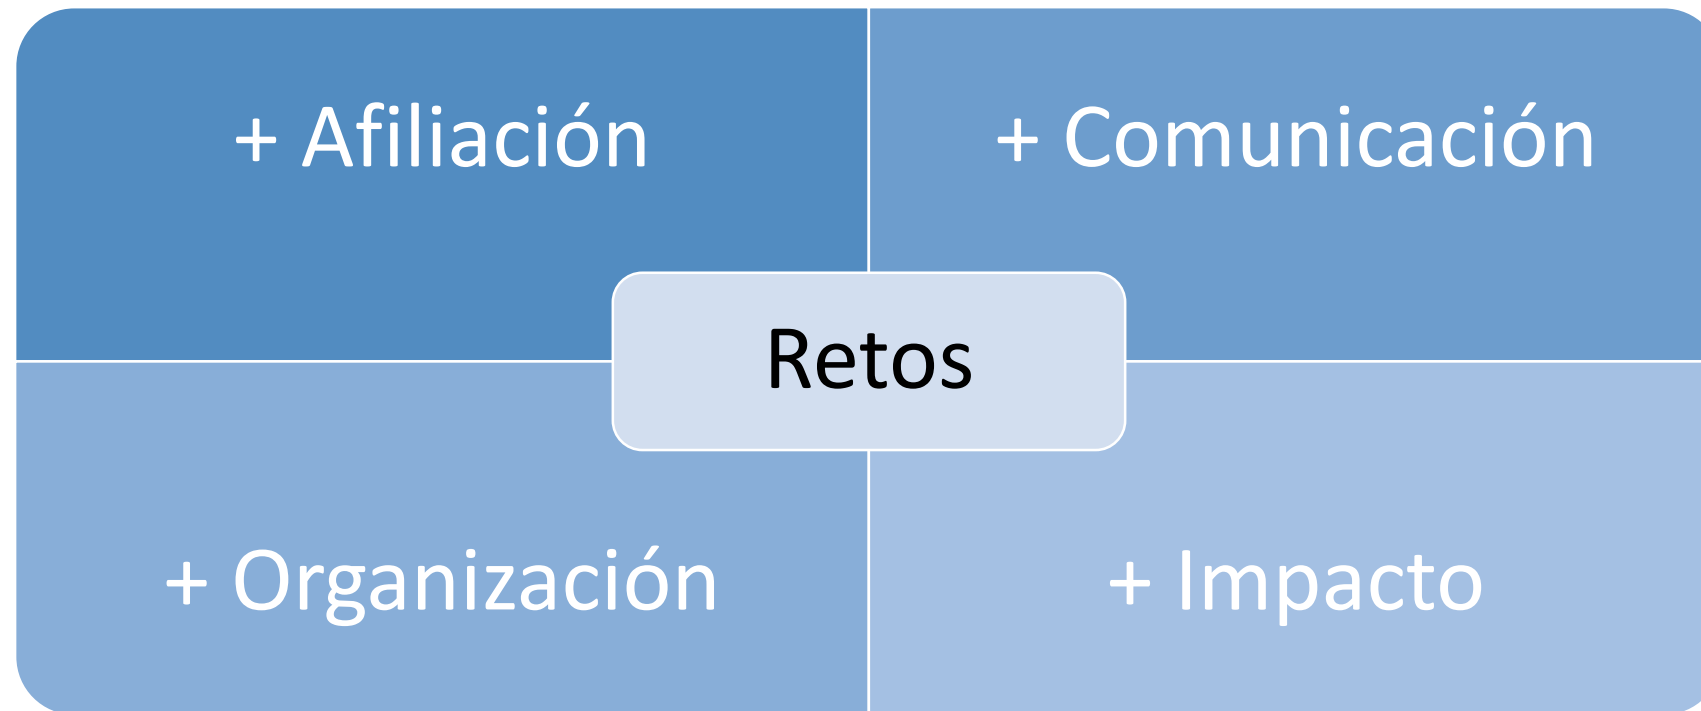 + Afiliación
+ Comunicación
Retos
+ Organización
+ Impacto